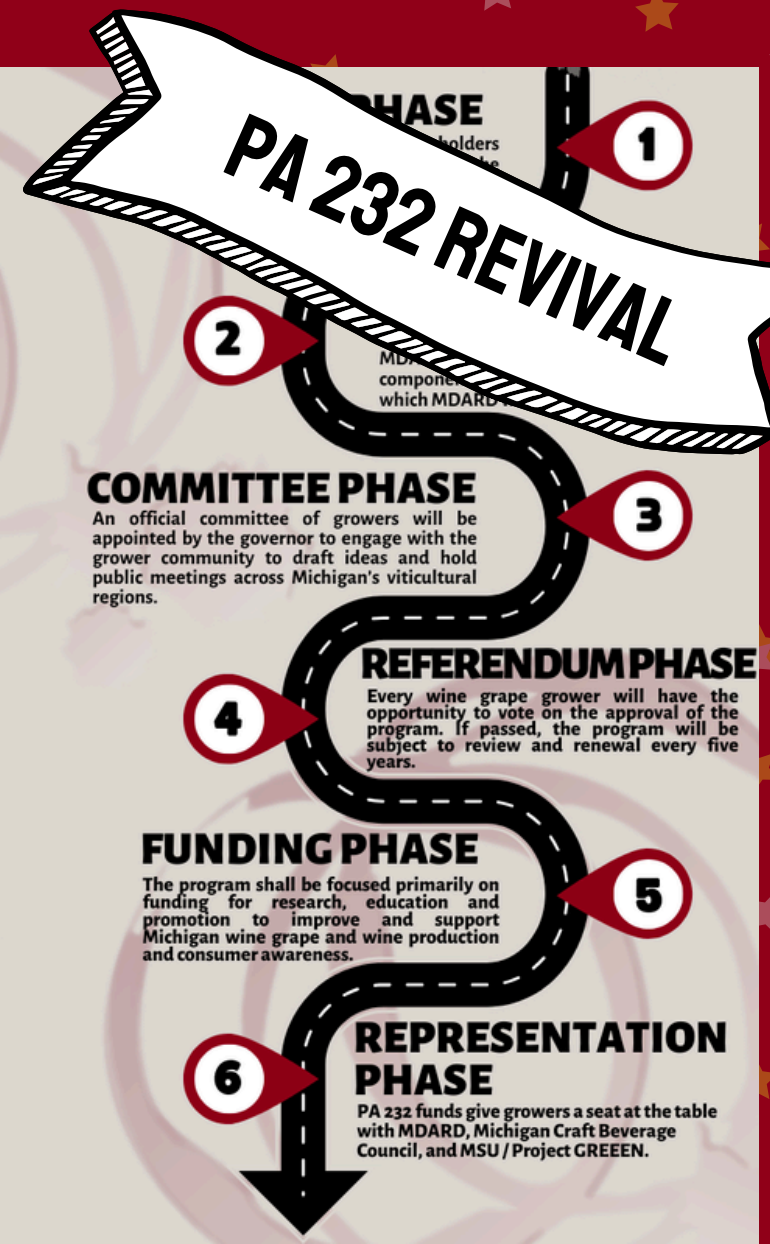 PHASE
1
PA 232 REVIVAL
2
which MDARD
COMMITTEE PHASE
3
An official committee of growers will be
appointed by the governor to engage with the
grower community to draft ideas and hold
public meetings across Michigan's viticultural
regions.
REFERENDUM PHASE
4
Every wine grape grower will have the
opportunity to vote on the approval of the
program. If passed, the program will be
subject to review and renewal every five
years.
FUNDING PHASE
5
The program shall be focused primarily on
funding for research, education and
promotion to improve and support
Michigan wine grape and wine production
and consumer awareness.
REPRESENTATION
PHASE
6
PA 232 funds give growers a seat at the table
with MDARD, Michigan Craft Beverage
Council, and MSU / Project GREEEN.